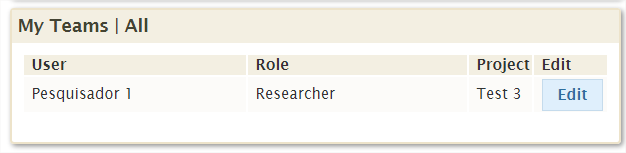 My Teams | All
User Role Project Edit
Pesquisador 1 Researcher Test 3 Edit